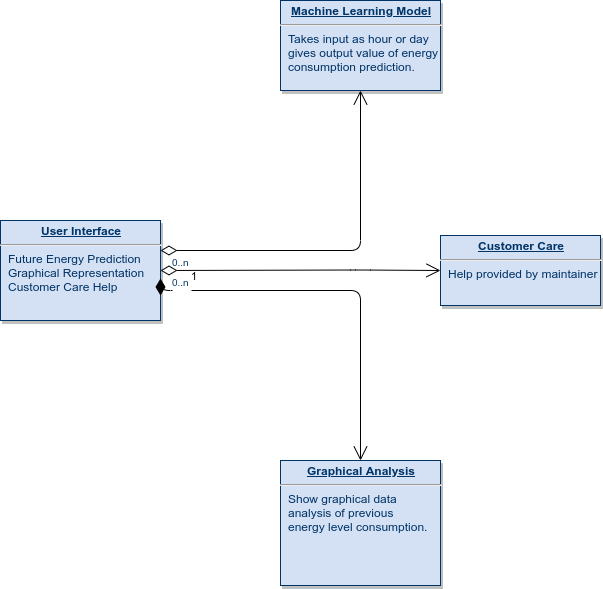 Machine Learning Model
Takes input as hour or day
gives output value of energy
consumption prediction.
User Interface
Future Energy Prediction
Graphical Representation
Customer Care Help
0..n
1
0..n
Customer Care
Help provided by maintainer
Graphical Analysis
Show graphical data
analysis of previous
energy level consumption.